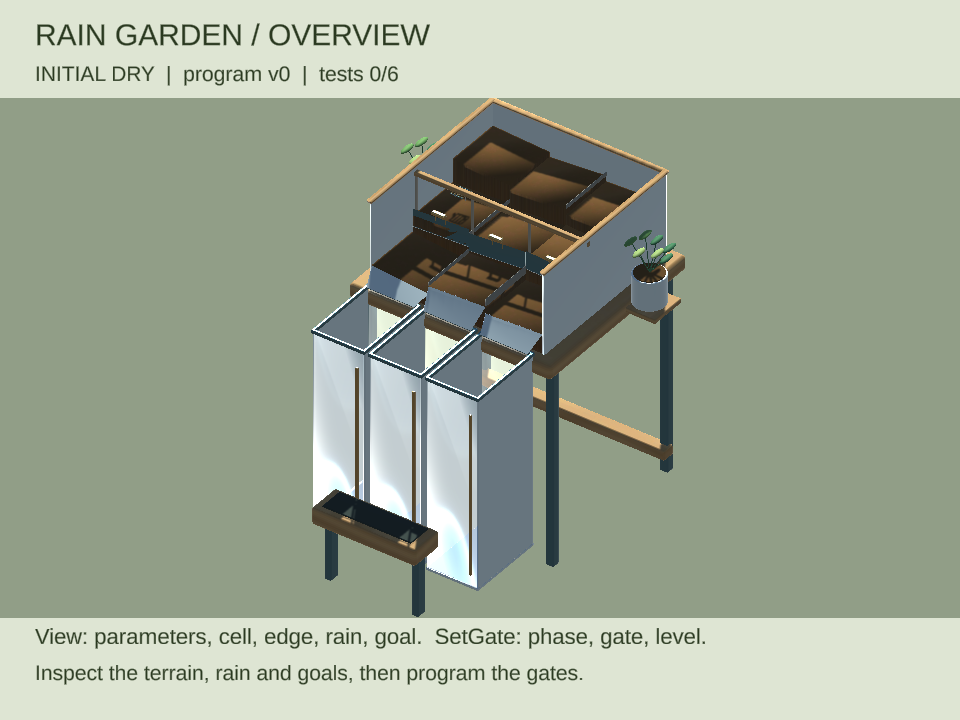 RAIN GARDEN / OVERVIEW
INITIAL DRY | program v0 | tests 0/6
View: parameters, cell, edge, rain, goal. SetGate: phase, gate, level.
Inspect the terrain, rain and goals, then program the gates.